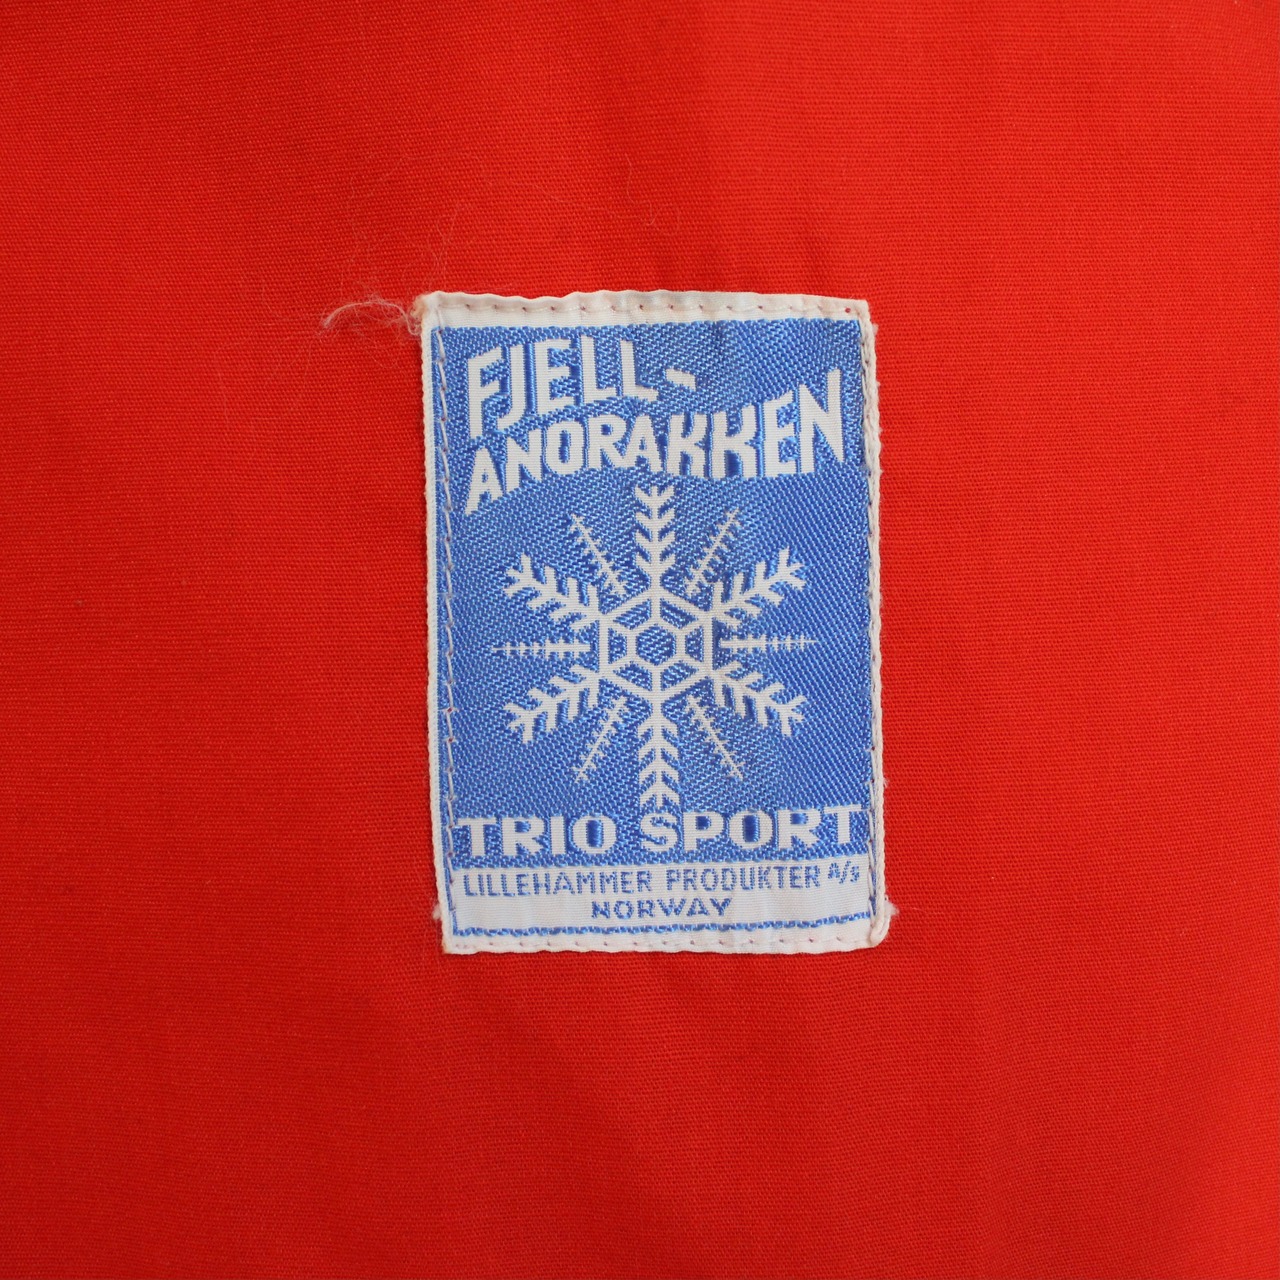 FJELL-
ANORAKKEN
TRIO SPORT
LILLEHAMMER PRODUKTER A/S
NORWAY